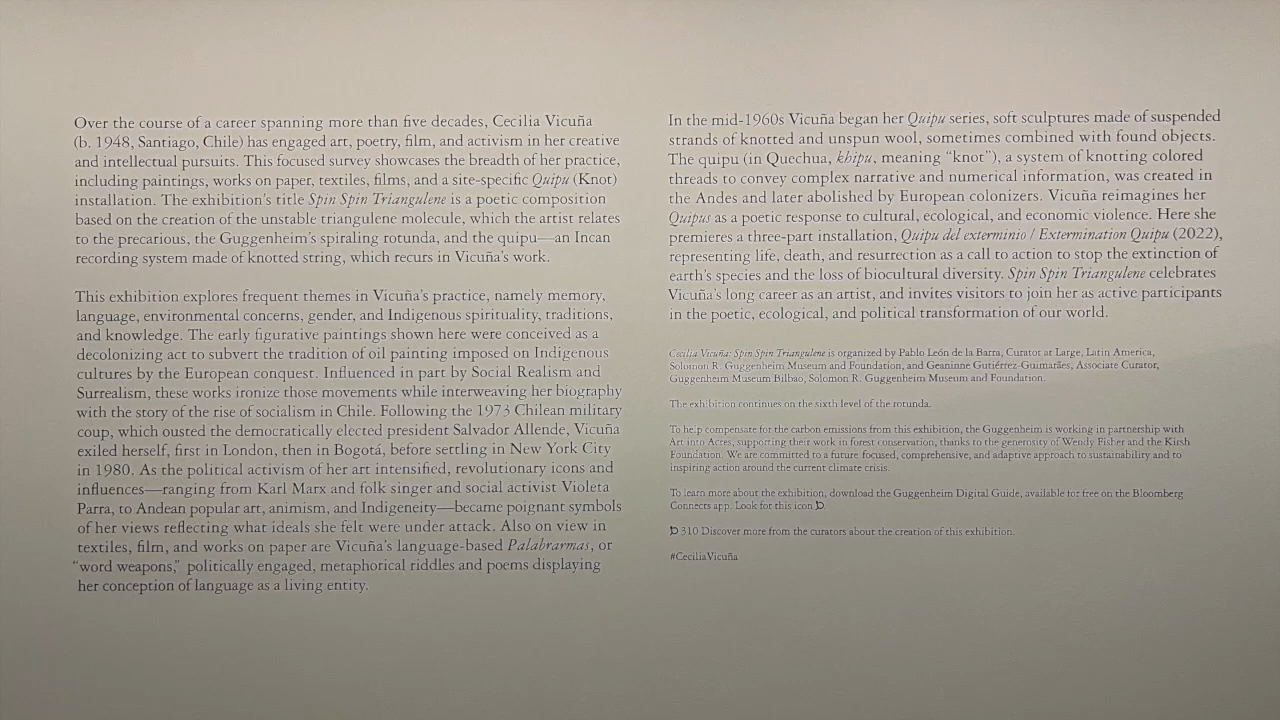 Over the course of a career spanning more than five decades, Cecilia Vicuña
(b. 1948, Santiago, Chile) has engaged art, poetry, film, and activism in her creative
and intellectual pursuits. This focused survey showcases the breadth of her practice,
including paintings, works on paper, textiles, films, and a site-specific Quipu (Knot)
installation. The exhibition's title Spin Spin Triangulene is a poetic composition
based on the creation of the unstable triangulene molecule, which the artist relates
to the precarious, the Guggenheim's spiraling rotunda, and the quipu—an Incan
recording system made of knotted string, which recurs in Vicuña's work.
This exhibition explores frequent themes in Vicuña's practice, namely memory,
language, environmental concerns, gender, and Indigenous spirituality, traditions,
and knowledge. The early figurative paintings shown here were conceived as a
decolonizing act to subvert the tradition of oil painting imposed on Indigenous
cultures by the European conquest. Influenced in part by Social Realism and
Surrealism, these works ironize those movements while interweaving her biography
with the story of the rise of socialism in Chile. Following the 1973 Chilean military
coup, which ousted the democratically elected president Salvador Allende, Vicuña
exiled herself, first in London, then in Bogotá, before settling in New York City
in 1980. As the political activism of her art intensified, revolutionary icons and
influences—ranging from Karl Marx and folk singer and social activist Violeta
Parra, to Andean popular art, animism, and Indigeneity—became poignant symbols
of her views reflecting what ideals she felt were under attack. Also on view in
textiles, film, and works on paper are Vicuña's language-based Palabrarmas, or
"word weapons," politically engaged, metaphorical riddles and poems displaying
her conception of language as a living entity.
In the mid-1960s Vicuña began her Quipu series, soft sculptures made of suspended
strands of knotted and unspun wool, sometimes combined with found objects.
The quipu (in Quechua, khipu, meaning "knot"), a system of knotting colored
threads to convey complex narrative and numerical information, was created in
the Andes and later abolished by European colonizers. Vicuña reimagines her
Quipus as a poetic response to cultural, ecological, and economic violence. Here she
premieres a three-part installation, Quipu del exterminio / Extermination Quipu (2022),
representing life, death, and resurrection as a call to action to stop the extinction of
earth's species and the loss of biocultural diversity. Spin Spin Triangulene celebrates
Vicuña's long career as an artist, and invites visitors to join her as active participants
in the poetic, ecological, and political transformation of our world.
Cecilia Vicuña: Spin Spin Triangulene is organized by Pablo León de la Barra, Curator at Large, Latin America,
Solomon R. Guggenheim Museum and Foundation, and Geaninne Gutiérrez-Guimarães, Associate Curator,
Guggenheim Museum Bilbao, Solomon R. Guggenheim Museum and Foundation.
The exhibition continues on the sixth level of the rotunda.
To help compensate for the carbon emissions from this exhibition, the Guggenheim is working in partnership with
Art into Acres, supporting their work in forest conservation, thanks to the generosity of Wendy Fisher and the Kirsh
Foundation. We are committed to a future focused, comprehensive, and adaptive approach to sustainability and to
inspiring action around the current climate crisis.
To learn more about the exhibition, download the Guggenheim Digital Guide, available for free on the Bloomberg
Connects app. Look for this icon.
310 Discover more from the curators about the creation of this exhibition.
#CeciliaVicuña